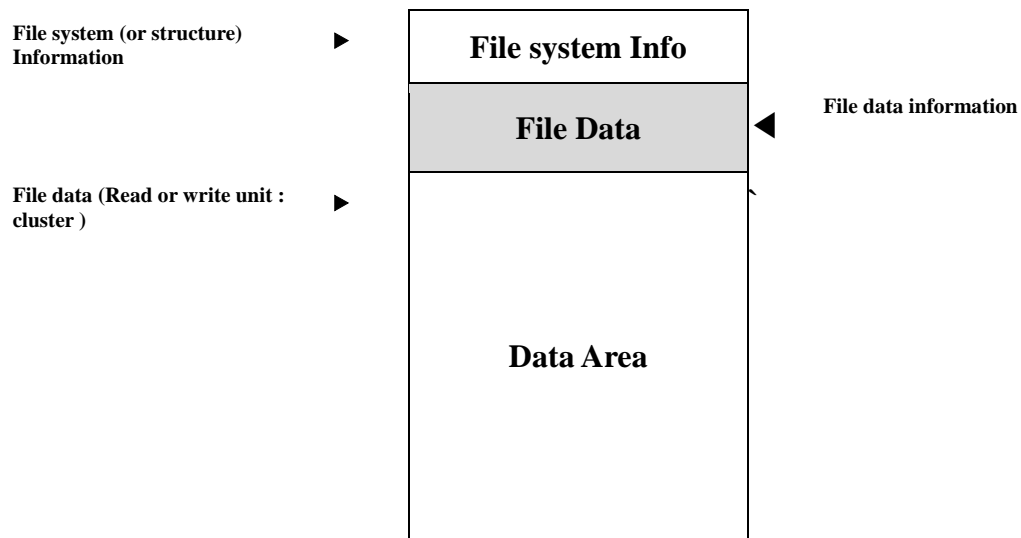 File system (or structure)
Information
File system Info
File data information
File Data
File data (Read or write unit :
cluster )
`
Data Area